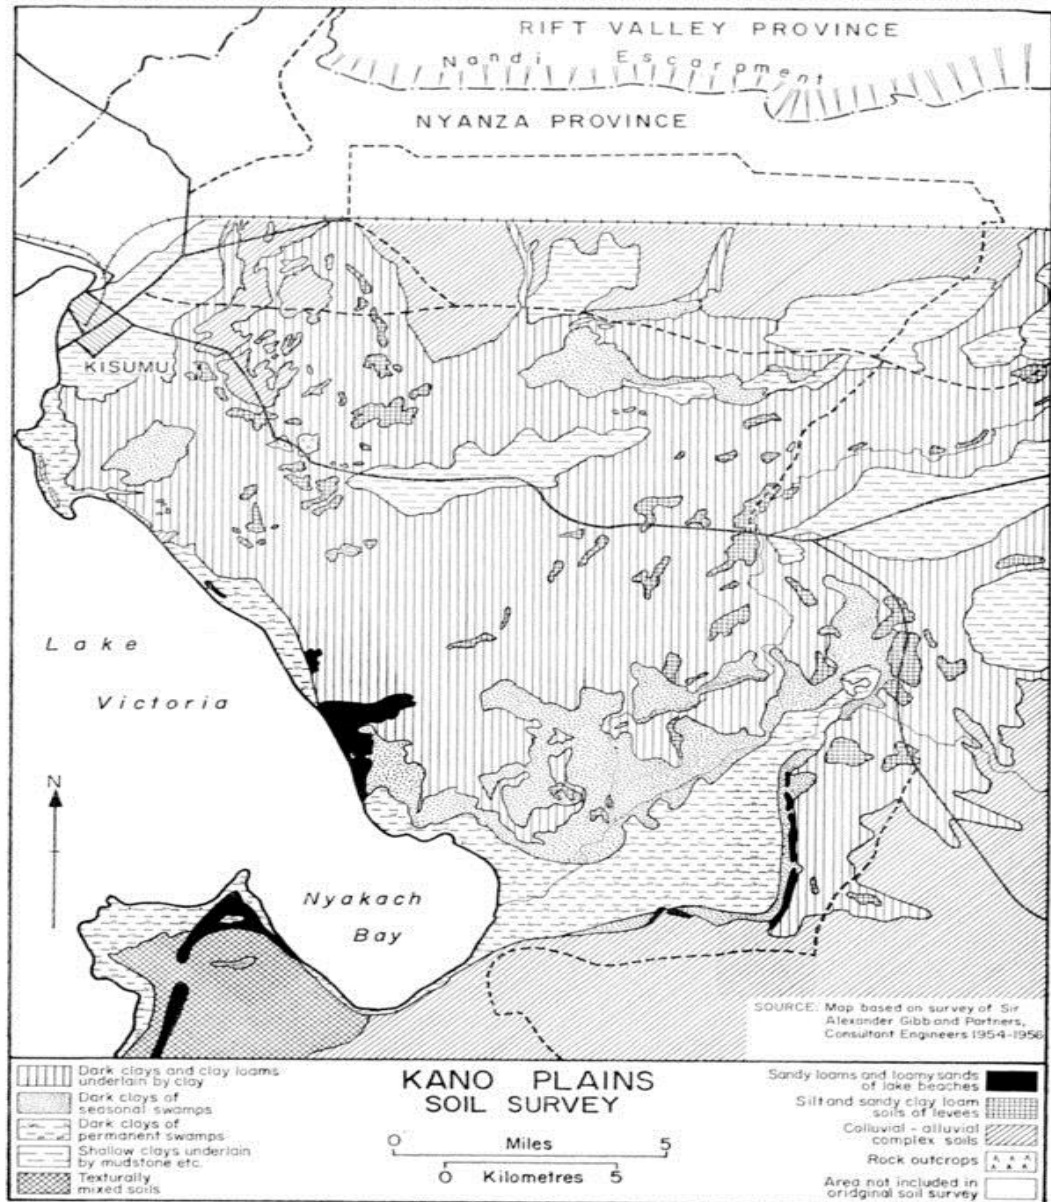 RIFT VALLEY PROVINCE
Nandi Escarpment
NYANZA PROVINCE
KISUMU
Lake
Victoria
N
Nyakach
Bay
SOURCE: Map based on survey of Sir
Alexander Gibb and Partners,
Consultant Engineers 1954-1956
Dark clays and clay loams
underlain by clay
Dark clays of
seasonal swamps
Dark clays of
permanent swamps
Shallow clays underlain
by mudstone etc.
Texturally
mixed soils
KANO PLAINS
SOIL SURVEY
0 Miles 5
0 Kilometres 5
Sandy loams and loamy sands
of lake beaches
Silt and sandy clay loam
soils of levees
Colluvial - alluvial
complex soils
Rock outcrops
Area not included in
oridginal soil survey